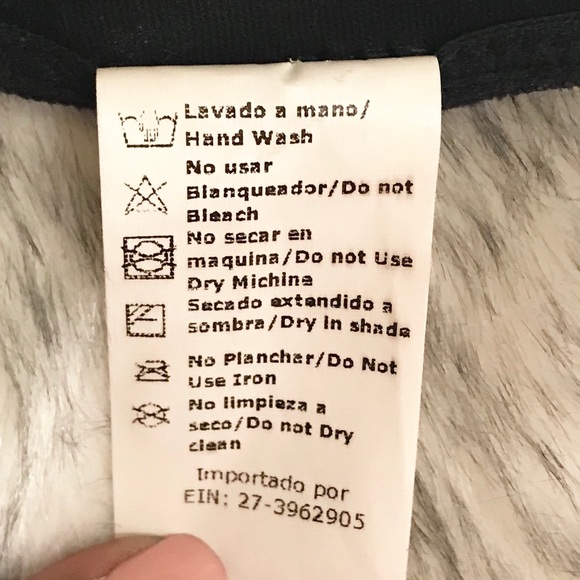 Lavado a mano/
Hand Wash
No usar
Blanqueador/Do not
Bleach
No secar en
maquina/Do not Use
Dry Michine
Secado extendido a
sombra/Dry in shade
No Planchar/Do Not
Use Iron
No limpieza a
seco/Do not Dry
clean
Importado por
EIN: 27-3962905